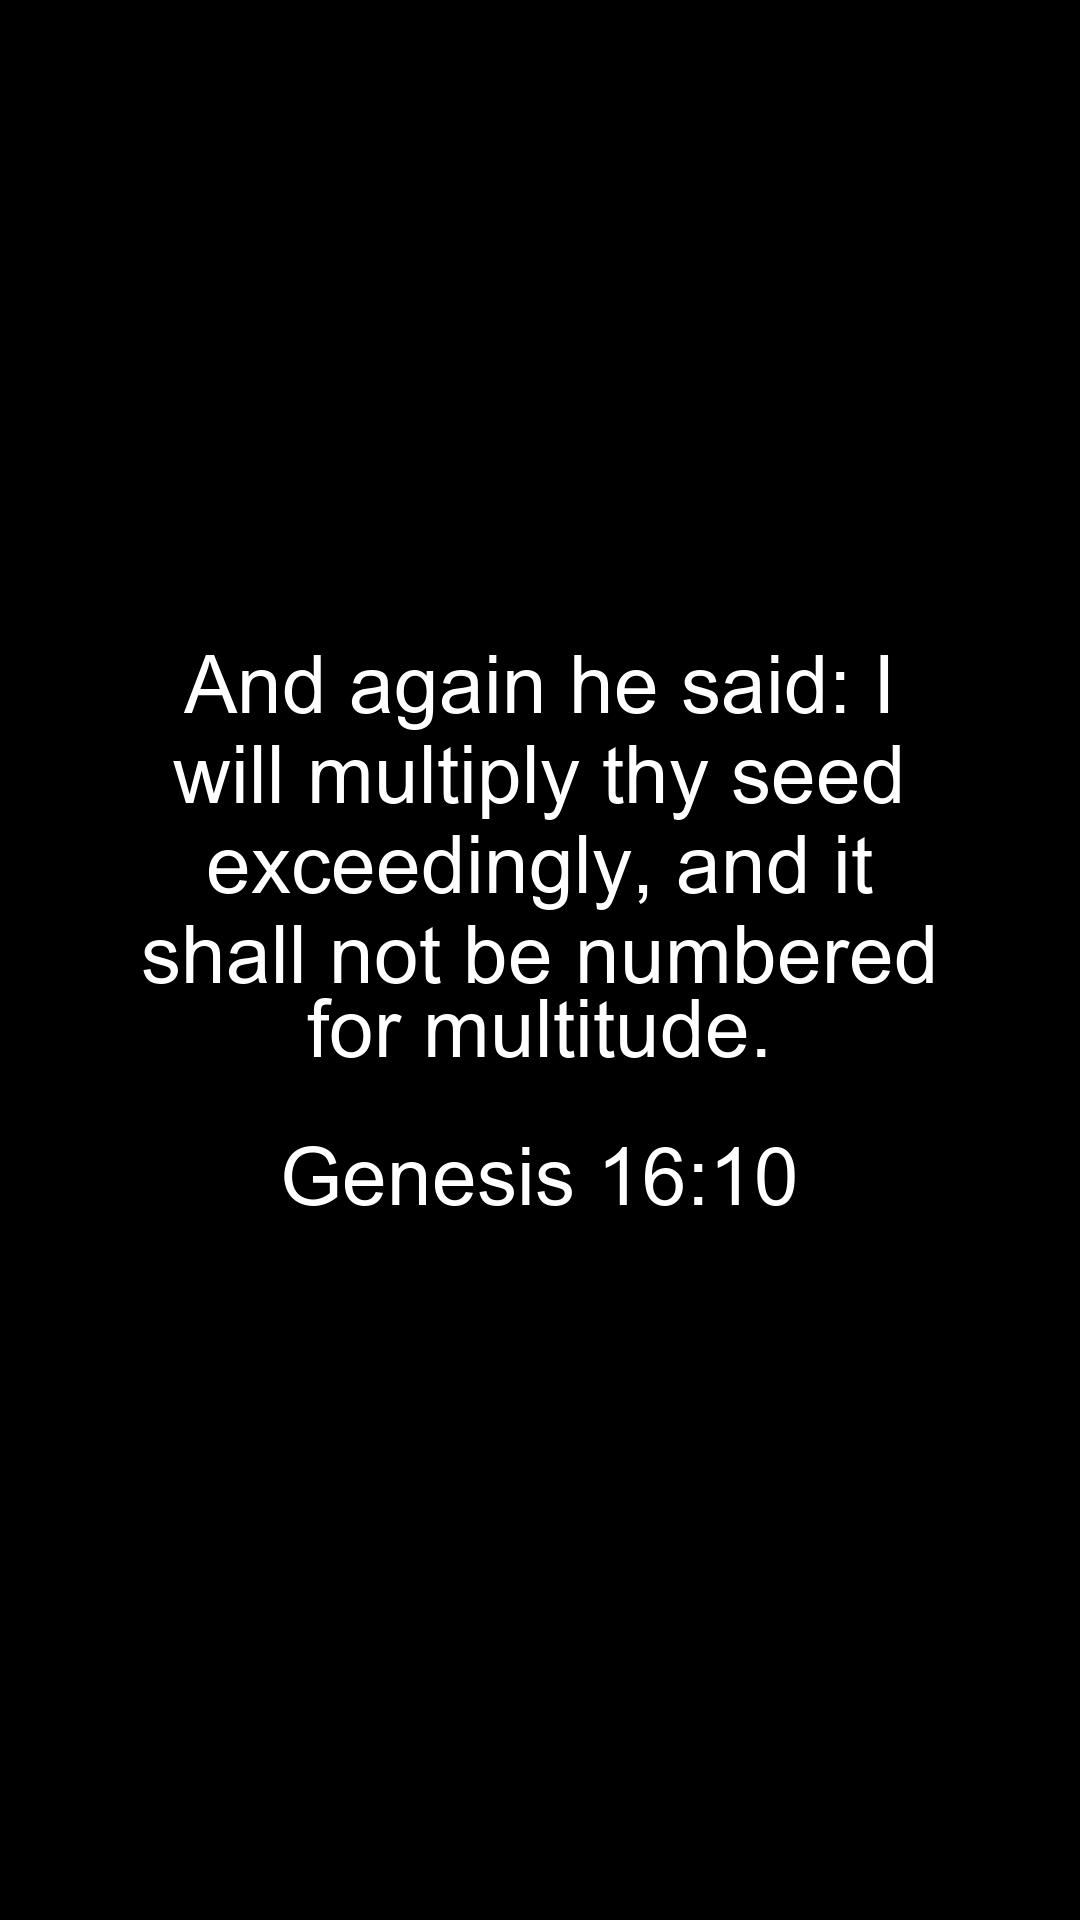 And again he said: I
will multiply thy seed
exceedingly, and it
shall not be numbered
for multitude.
Genesis 16:10